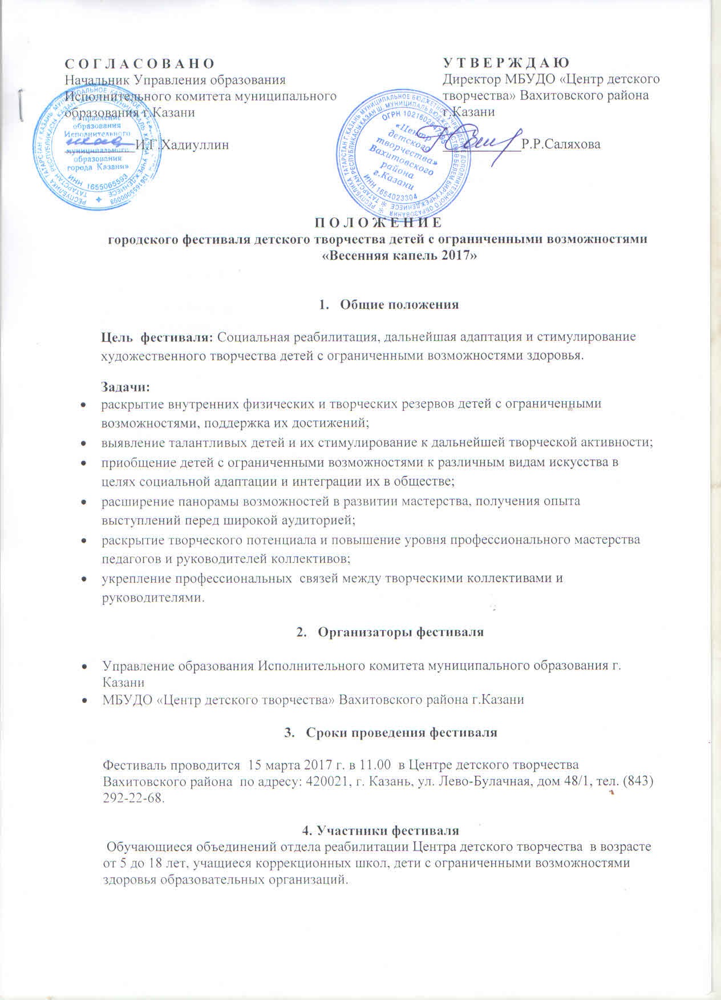 С О Г Л А С О В А Н О
Начальник Управления образования
Исполнительного комитета муниципального
образования г.Казани
И.Г.Хадиуллин
У Т В Е Р Ж Д А Ю
Директор МБУДО «Центр детского
творчества» Вахитовского района
г.Казани
Р.Р.Саляхова
«Управление
образования
Исполнительного
муниципального
образования
города Казани»
ИНН 1655065593
«Центр
детского
творчества»
Вахитовского
района
г.Казани
ИНН 1654023304
П О Л О Ж Е Н И Е
городского фестиваля детского творчества детей с ограниченными возможностями
«Весенняя капель 2017»
1. Общие положения
Цель фестиваля: Социальная реабилитация, дальнейшая адаптация и стимулирование
художественного творчества детей с ограниченными возможностями здоровья.
Задачи:
• раскрытие внутренних физических и творческих резервов детей с ограниченными
возможностями, поддержка их достижений;
• выявление талантливых детей и их стимулирование к дальнейшей творческой активности;
• приобщение детей с ограниченными возможностями к различным видам искусства в
целях социальной адаптации и интеграции их в обществе;
• расширение панорамы возможностей в развитии мастерства, получения опыта
выступлений перед широкой аудиторией;
• раскрытие творческого потенциала и повышение уровня профессионального мастерства
педагогов и руководителей коллективов;
• укрепление профессиональных связей между творческими коллективами и
руководителями.
2. Организаторы фестиваля
• Управление образования Исполнительного комитета муниципального образования г.
Казани
• МБУДО «Центр детского творчества» Вахитовского района г.Казани
3. Сроки проведения фестиваля
Фестиваль проводится 15 марта 2017 г. в 11.00 в Центре детского творчества
Вахитовского района по адресу: 420021, г. Казань, ул. Лево-Булачная, дом 48/1, тел. (843)
292-22-68.
4. Участники фестиваля
Обучающиеся объединений отдела реабилитации Центра детского творчества в возрасте
от 5 до 18 лет, учащиеся коррекционных школ, дети с ограниченными возможностями
здоровья образовательных организаций.